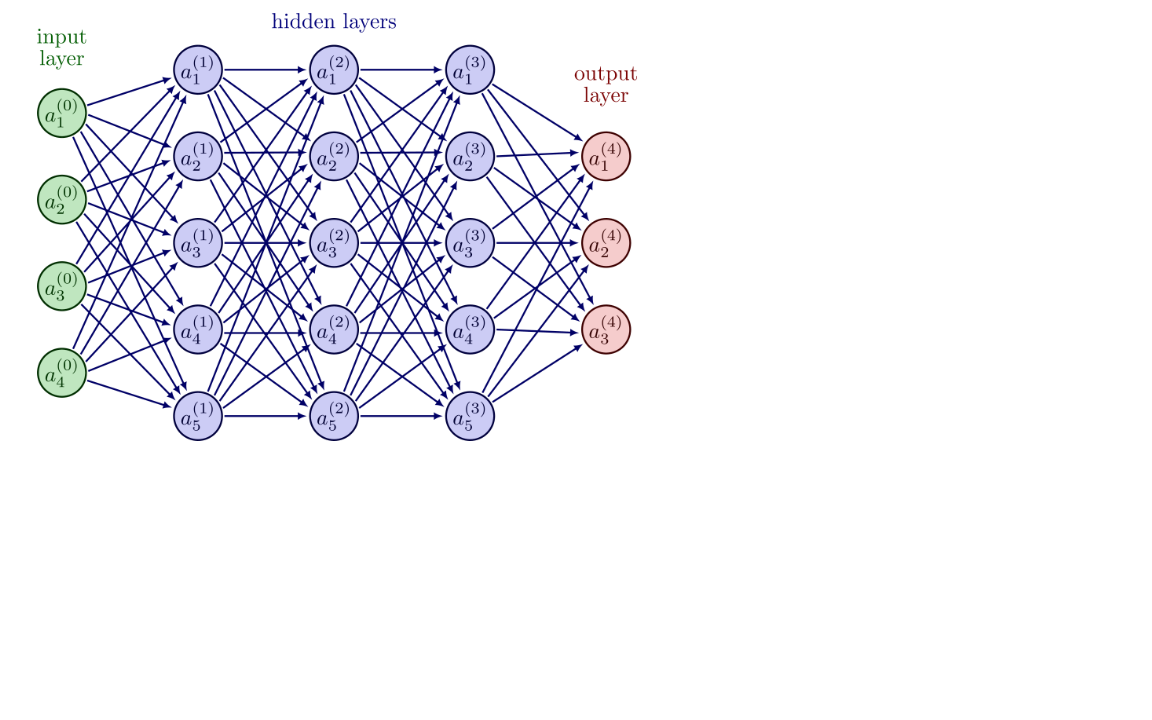 hidden layers
input
layer
output
layer
a_1^{(0)}
a_2^{(0)}
a_3^{(0)}
a_4^{(0)}
a_1^{(1)}
a_2^{(1)}
a_3^{(1)}
a_4^{(1)}
a_5^{(1)}
a_1^{(2)}
a_2^{(2)}
a_3^{(2)}
a_4^{(2)}
a_5^{(2)}
a_1^{(3)}
a_2^{(3)}
a_3^{(3)}
a_4^{(3)}
a_5^{(3)}
a_1^{(4)}
a_2^{(4)}
a_3^{(4)}